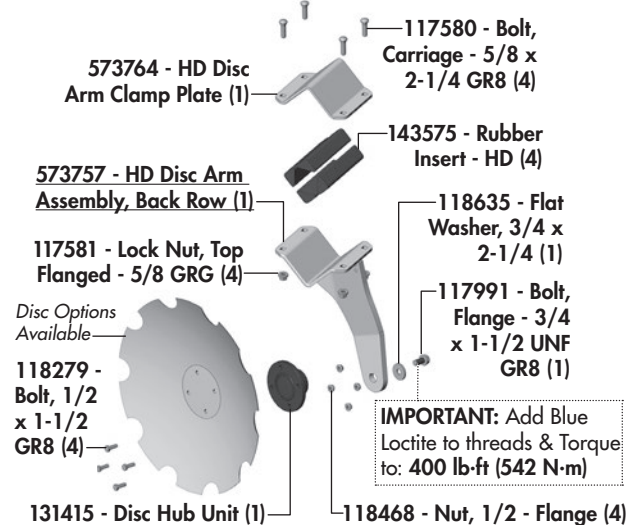 117580 - Bolt,
Carriage - 5/8 x
2-1/4 GR8 (4)
573764 - HD Disc
Arm Clamp Plate (1)
143575 - Rubber
Insert - HD (4)
573757 - HD Disc Arm
Assembly, Back Row (1)
118635 - Flat
Washer, 3/4 x
2-1/4 (1)
117581 - Lock Nut, Top
Flanged - 5/8 GRG (4)
117991 - Bolt,
Flange - 3/4
x 1-1/2 UNF
GR8 (1)
Disc Options
Available
118279 -
Bolt, 1/2
x 1-1/2
GR8 (4)
IMPORTANT: Add Blue
Loctite to threads & Torque
to: 400 lb·ft (542 N·m)
131415 - Disc Hub Unit (1)
118468 - Nut, 1/2 - Flange (4)